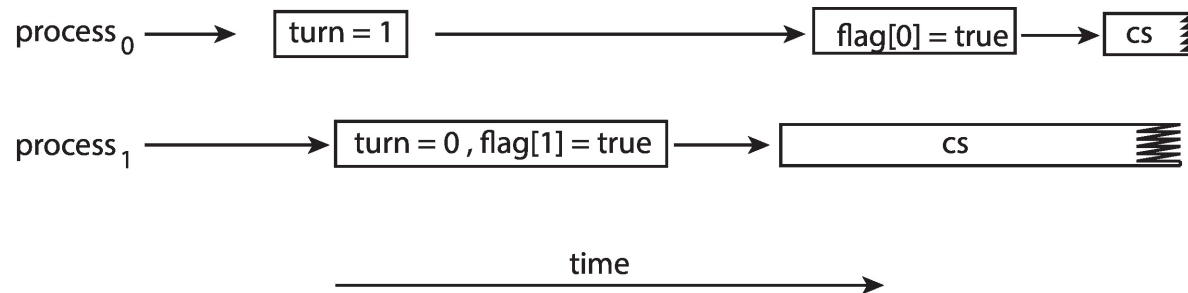 process0 turn = 1 flag[0] = true cs
process1 turn = 0 , flag[1] = true cs
time